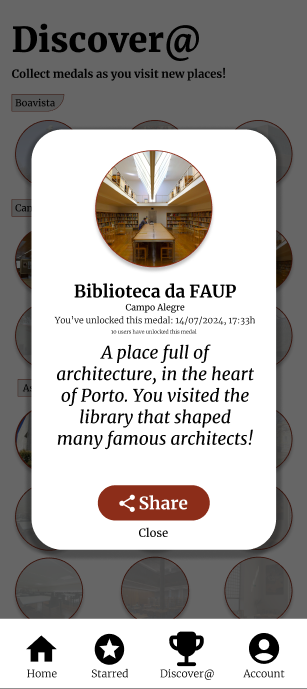 Discover@
Collect medals as you visit new places!
Boavista
Biblioteca da FAUP
Campo Alegre
You've unlocked this medal: 14/07/2024, 17:33h
10 users have unlocked this medal
A place full of
architecture, in the heart
of Porto. You visited the
library that shaped
many famous architects!
Share
Close
Home
Starred
Discover@
Account